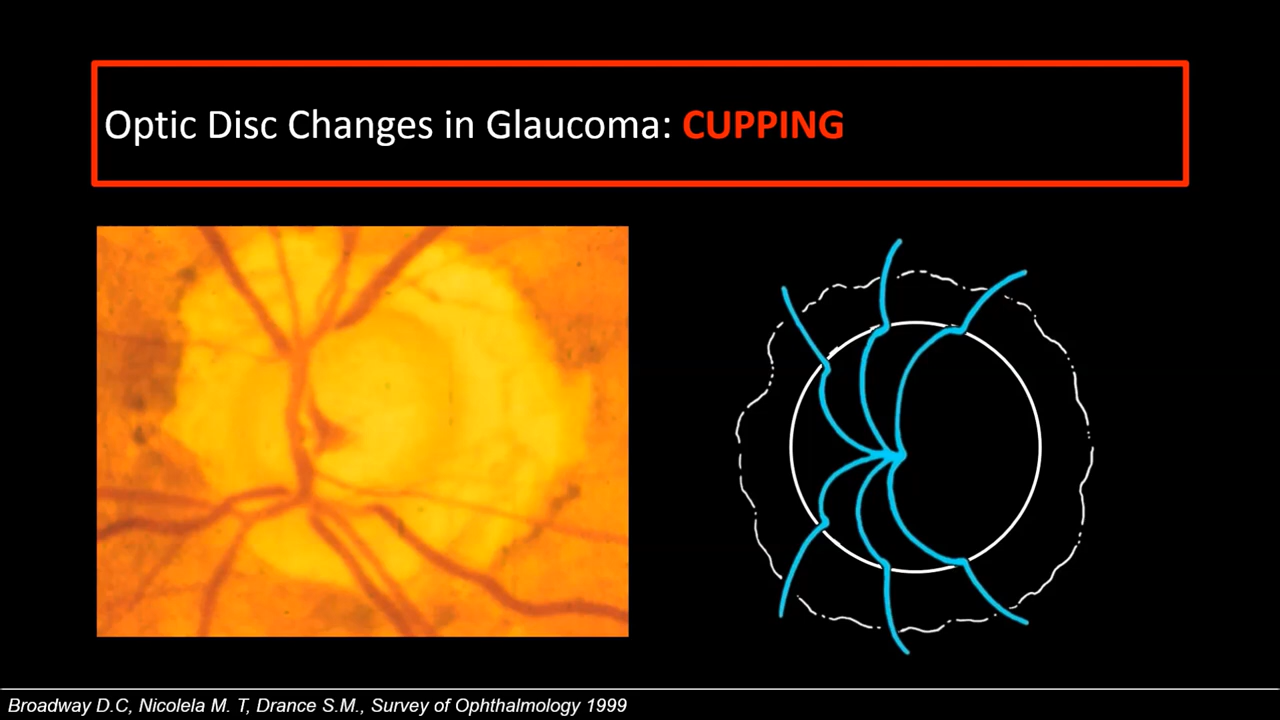 Optic Disc Changes in Glaucoma: CUPPING
Broadway D.C, Nicolela M. T, Drance S.M., Survey of Ophthalmology 1999